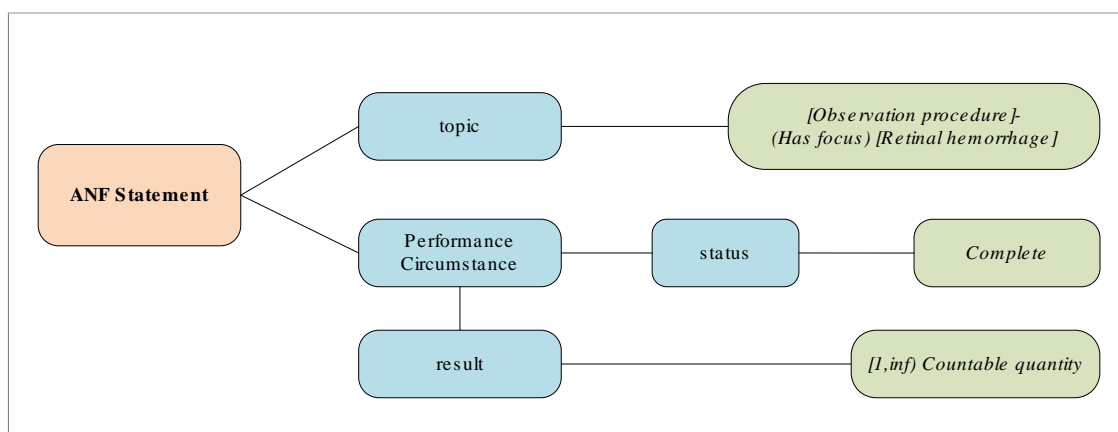 topic
[Observation procedure]-
(Has focus) [Retinal hemorrhage]
ANF Statement
Performance
Circumstance
status
Complete
result
[1,inf) Countable quantity